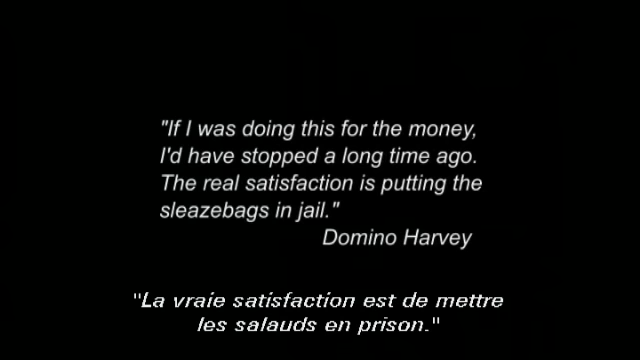 "If I was doing this for the money,
I'd have stopped a long time ago.
The real satisfaction is putting the
sleazebags in jail."
Domino Harvey
"La vraie satisfaction est de mettre
les salauds en prison."